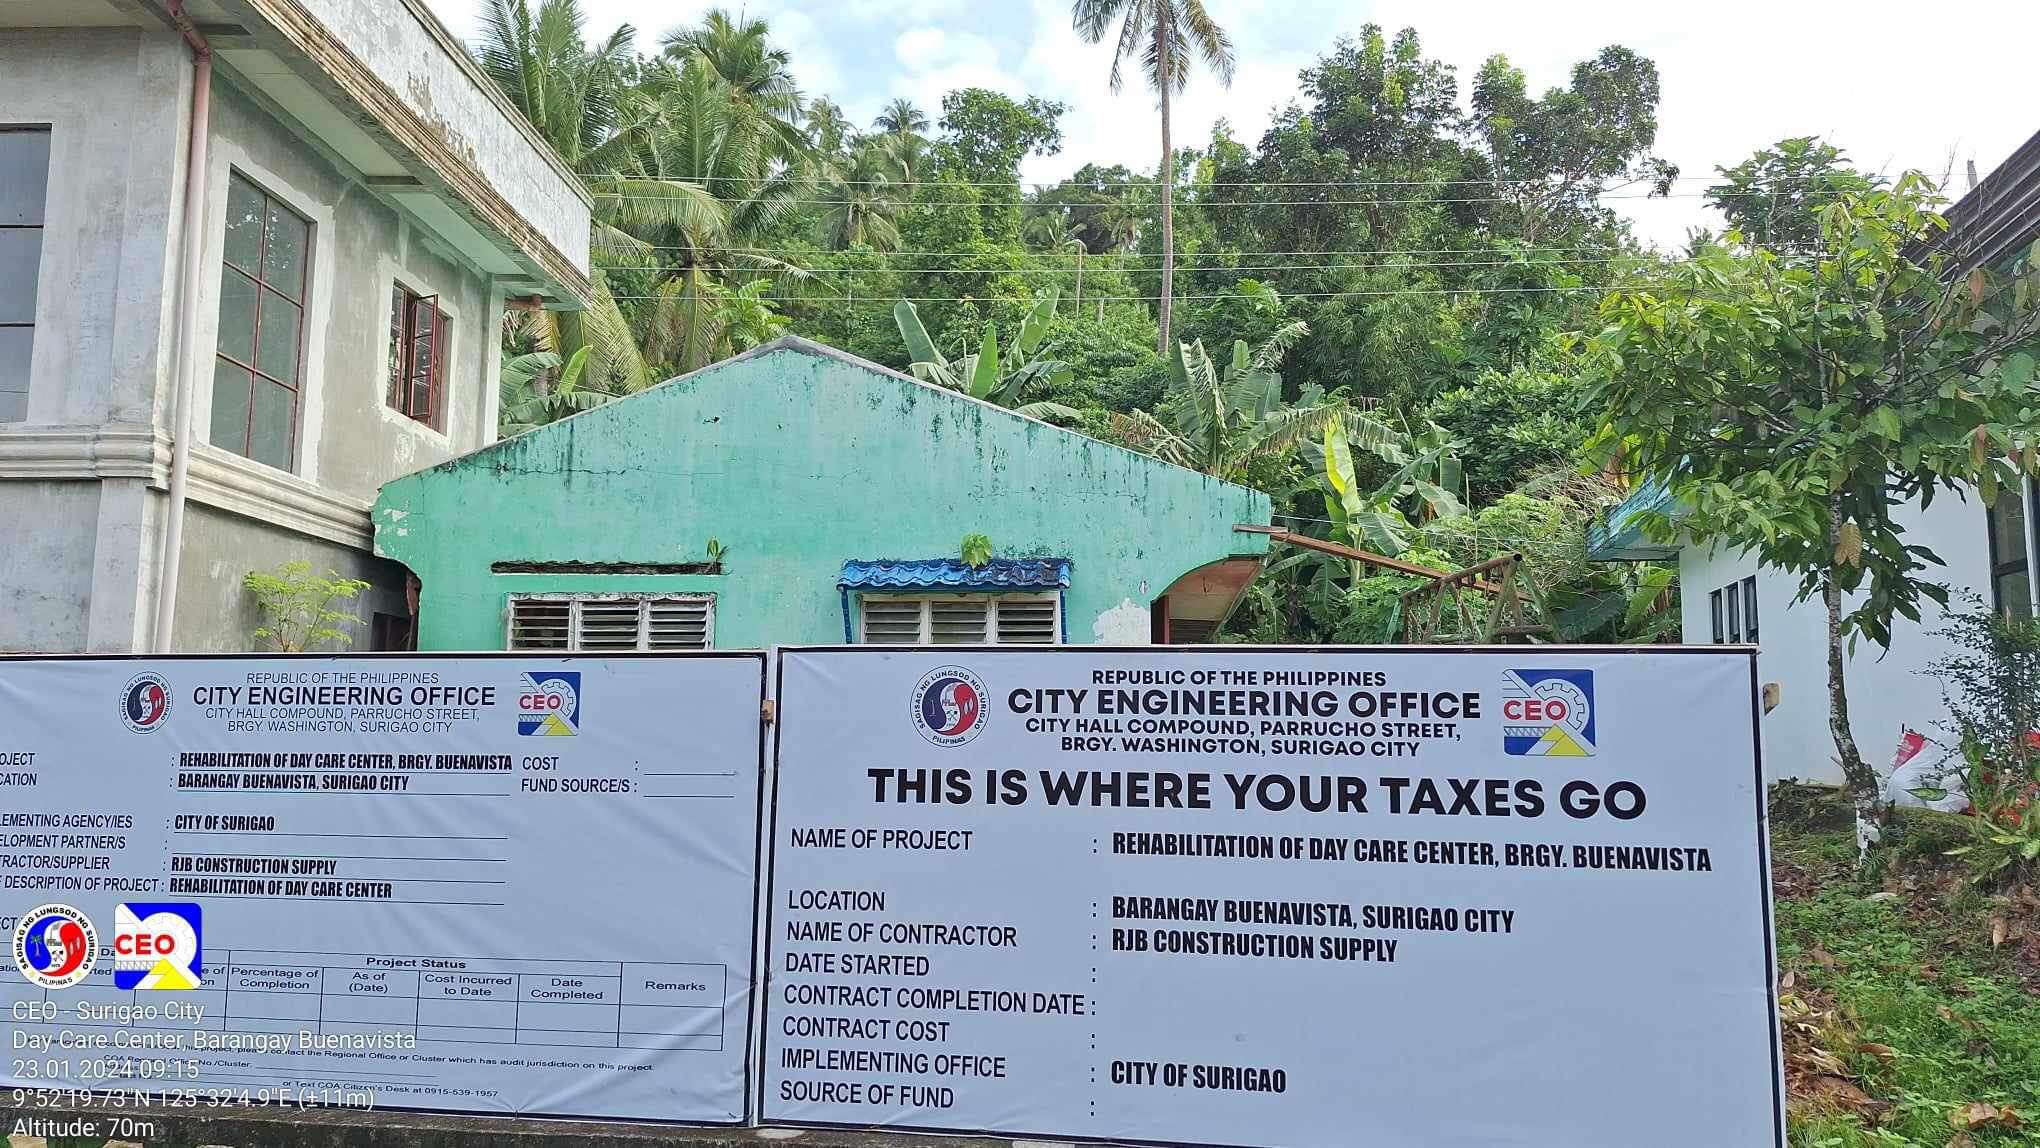 REPUBLIC OF THE PHILIPPINES
CITY ENGINEERING OFFICE
CITY HALL COMPOUND, PARRUCHO STREET,
BRGY. WASHINGTON, SURIGAO CITY
SAGISAG NG LUNGSOD NG SURIGAO
PILIPINAS
CEO
OJECT : REHABILITATION OF DAY CARE CENTER, BRGY. BUENAVISTA COST :
CATION : BARANGAY BUENAVISTA, SURIGAO CITY FUND SOURCE/S :
LEMENTING AGENCY/IES : CITY OF SURIGAO
ELOPMENT PARTNER/S :
TRACTOR/SUPPLIER : RJB CONSTRUCTION SUPPLY
F DESCRIPTION OF PROJECT : REHABILITATION OF DAY CARE CENTER
Project Status
Percentage of Completion
As of (Date)
Cost Incurred to Date
Date Completed
Remarks
contact the Regional Office or Cluster which has audit jurisdiction on this project.
or Text COA Citizen's Desk at 0915-539-1957
REPUBLIC OF THE PHILIPPINES
CITY ENGINEERING OFFICE
CITY HALL COMPOUND, PARRUCHO STREET,
BRGY. WASHINGTON, SURIGAO CITY
SAGISAG NG LUNGSOD NG SURIGAO
PILIPINAS
CEO
THIS IS WHERE YOUR TAXES GO
NAME OF PROJECT : REHABILITATION OF DAY CARE CENTER, BRGY. BUENAVISTA
LOCATION : BARANGAY BUENAVISTA, SURIGAO CITY
NAME OF CONTRACTOR : RJB CONSTRUCTION SUPPLY
DATE STARTED :
CONTRACT COMPLETION DATE :
CONTRACT COST :
IMPLEMENTING OFFICE : CITY OF SURIGAO
SOURCE OF FUND :
SAGISAG NG LUNGSOD NG SURIGAO
PILIPINAS
CEO
CEO - Surigao City
Day Care Center, Barangay Buenavista
23.01.2024 09:15
9°52'19.73"N 125°32'4.9"E (±11m)
Altitude: 70m